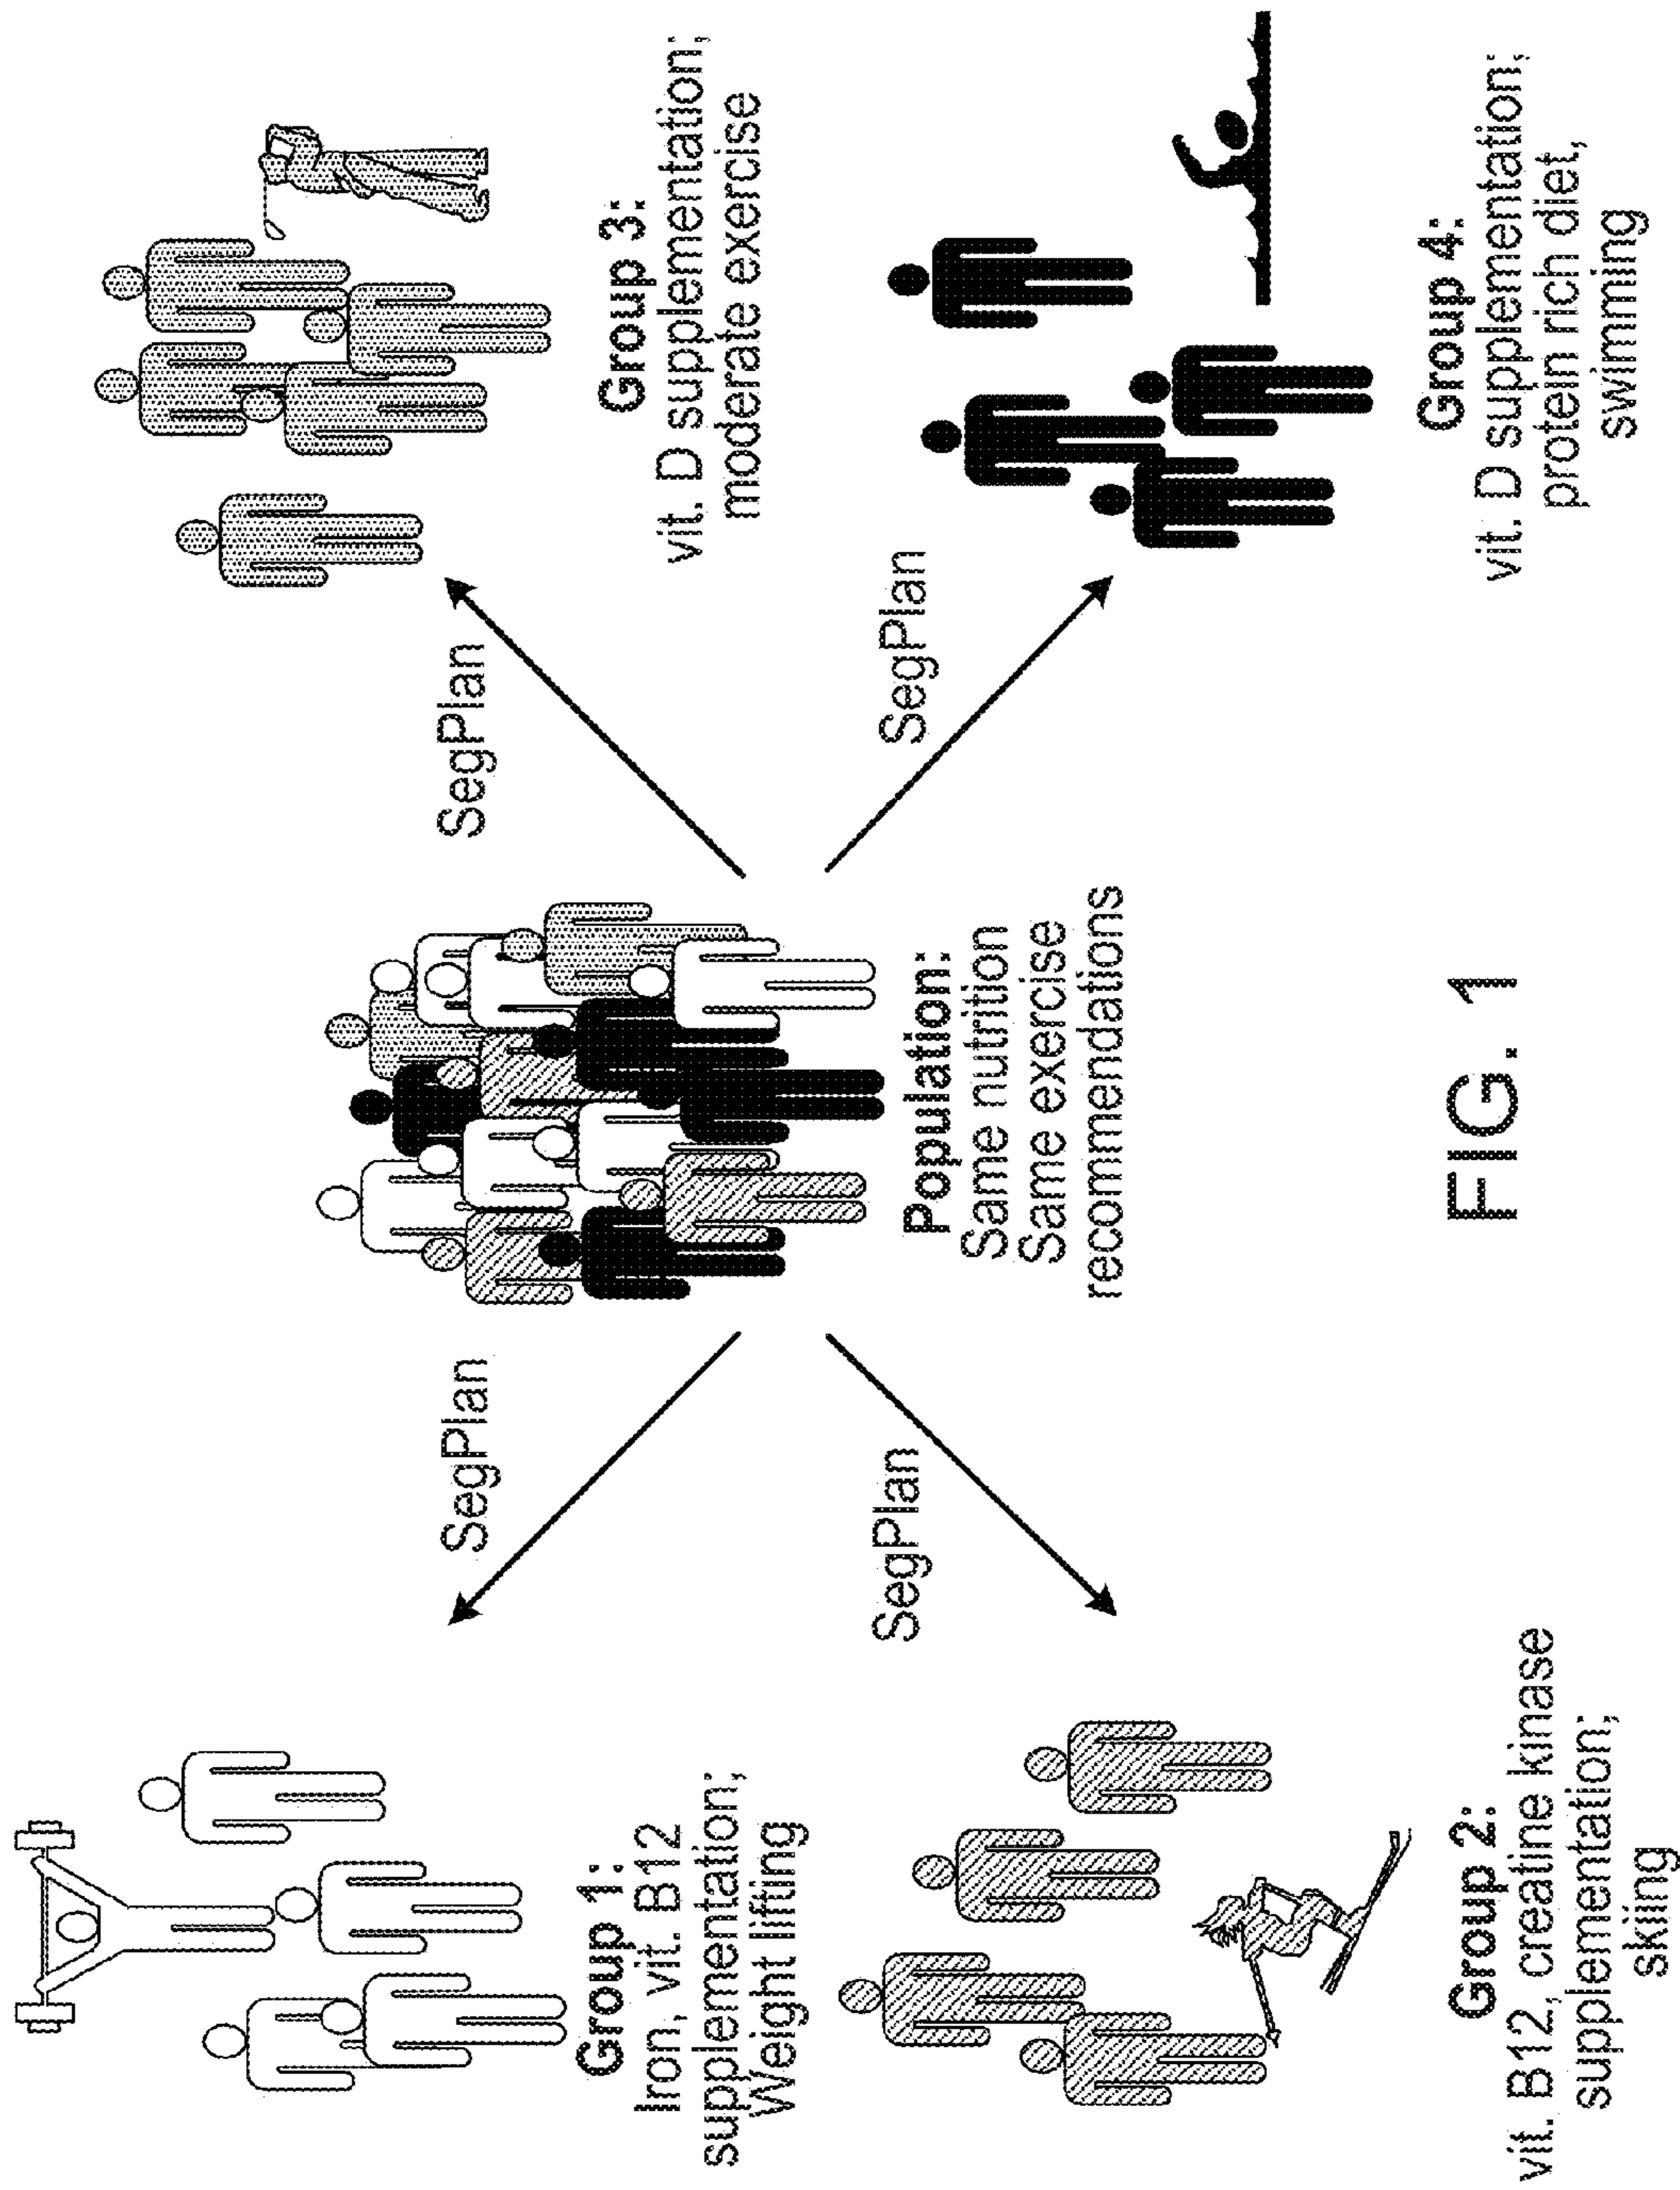 Group 1:
Iron, vit. B12
supplementation;
Weight lifting
SegPlan
SegPlan
Group 3:
vit. D supplementation;
moderate exercise
Population:
Same nutrition
Same exercise
recommendations
Group 2:
vit. B12, creatine kinase
supplementation;
skiing
SegPlan
SegPlan
Group 4:
vit. D supplementation;
protein rich diet,
swimming
FIG. 1